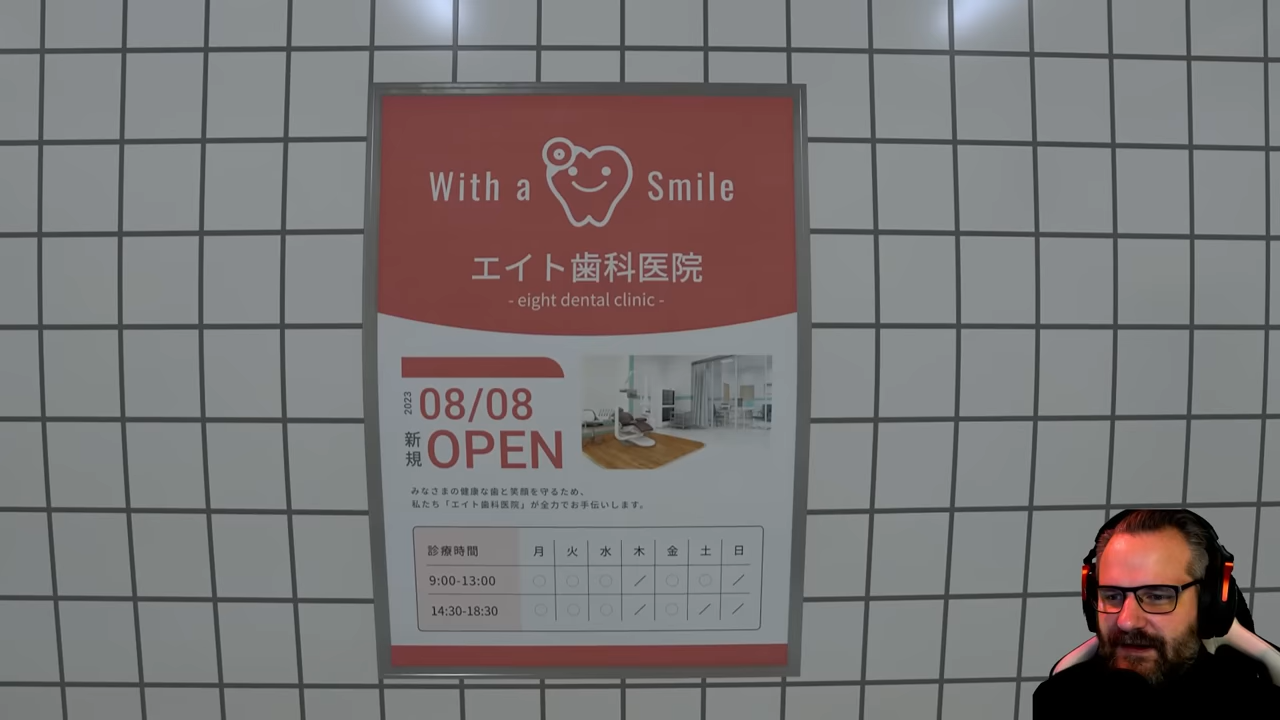 With a Smile
エイト歯科医院
- eight dental clinic -
2023 08/08
新規 OPEN
みなさまの健康な歯と笑顔を守るため、
私たち「エイト歯科医院」が全力でお手伝いします。
診療時間 月 火 水 木 金 土 日
9:00-13:00 ○ ○ ○ / ○ ○ /
14:30-18:30 ○ ○ ○ / ○ / /